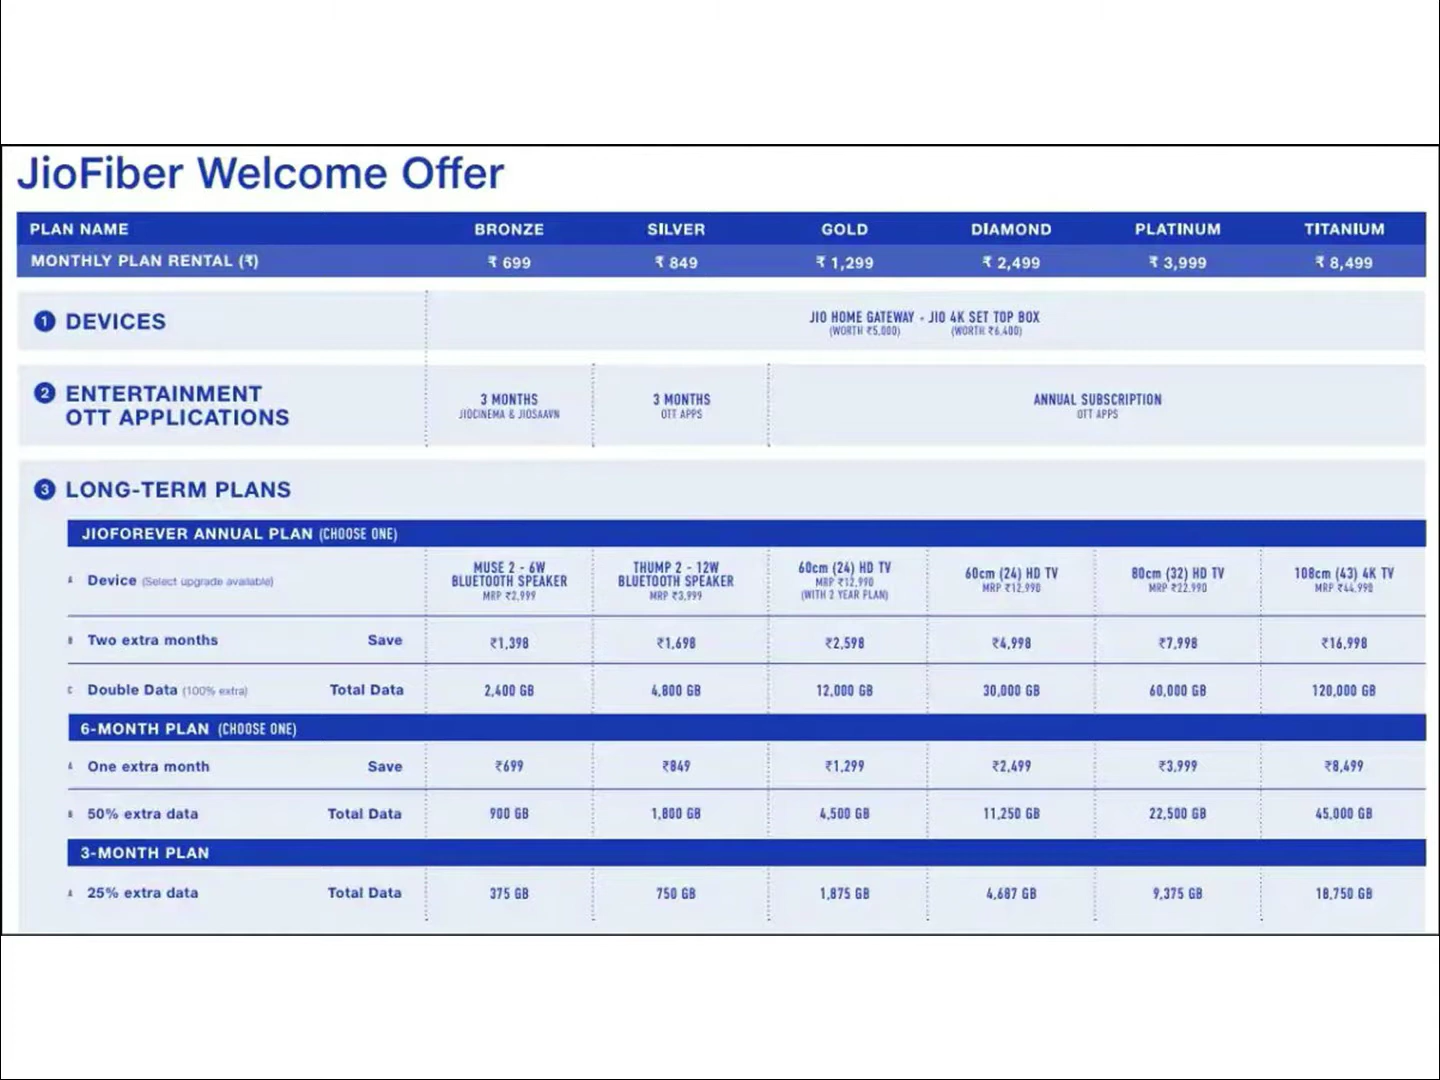 JioFiber Welcome Offer
PLAN NAME BRONZE SILVER GOLD DIAMOND PLATINUM TITANIUM
MONTHLY PLAN RENTAL (₹) ₹ 699 ₹ 849 ₹ 1,299 ₹ 2,499 ₹ 3,999 ₹ 8,499
1 DEVICES JIO HOME GATEWAY - JIO 4K SET TOP BOX
(WORTH ₹5,000) (WORTH ₹6,400)
2 ENTERTAINMENT
OTT APPLICATIONS
3 MONTHS 3 MONTHS ANNUAL SUBSCRIPTION
JIOCINEMA & JIOSAAVN OTT APPS OTT APPS
3 LONG-TERM PLANS
JIOFOREVER ANNUAL PLAN (CHOOSE ONE)
A Device (Select upgrade available)
MUSE 2 - 6W
BLUETOOTH SPEAKER
MRP ₹2,999
THUMP 2 - 12W
BLUETOOTH SPEAKER
MRP ₹3,999
60cm (24) HD TV
MRP ₹12,990
(WITH 2 YEAR PLAN)
60cm (24) HD TV
MRP ₹12,990
80cm (32) HD TV
MRP ₹22,990
108cm (43) 4K TV
MRP ₹44,990
B Two extra months Save ₹1,398 ₹1,698 ₹2,598 ₹4,998 ₹7,998 ₹16,998
C Double Data (100% extra) Total Data 2,400 GB 4,800 GB 12,000 GB 30,000 GB 60,000 GB 120,000 GB
6-MONTH PLAN (CHOOSE ONE)
A One extra month Save ₹699 ₹849 ₹1,299 ₹2,499 ₹3,999 ₹8,499
B 50% extra data Total Data 900 GB 1,800 GB 4,500 GB 11,250 GB 22,500 GB 45,000 GB
3-MONTH PLAN
A 25% extra data Total Data 375 GB 750 GB 1,875 GB 4,687 GB 9,375 GB 18,750 GB